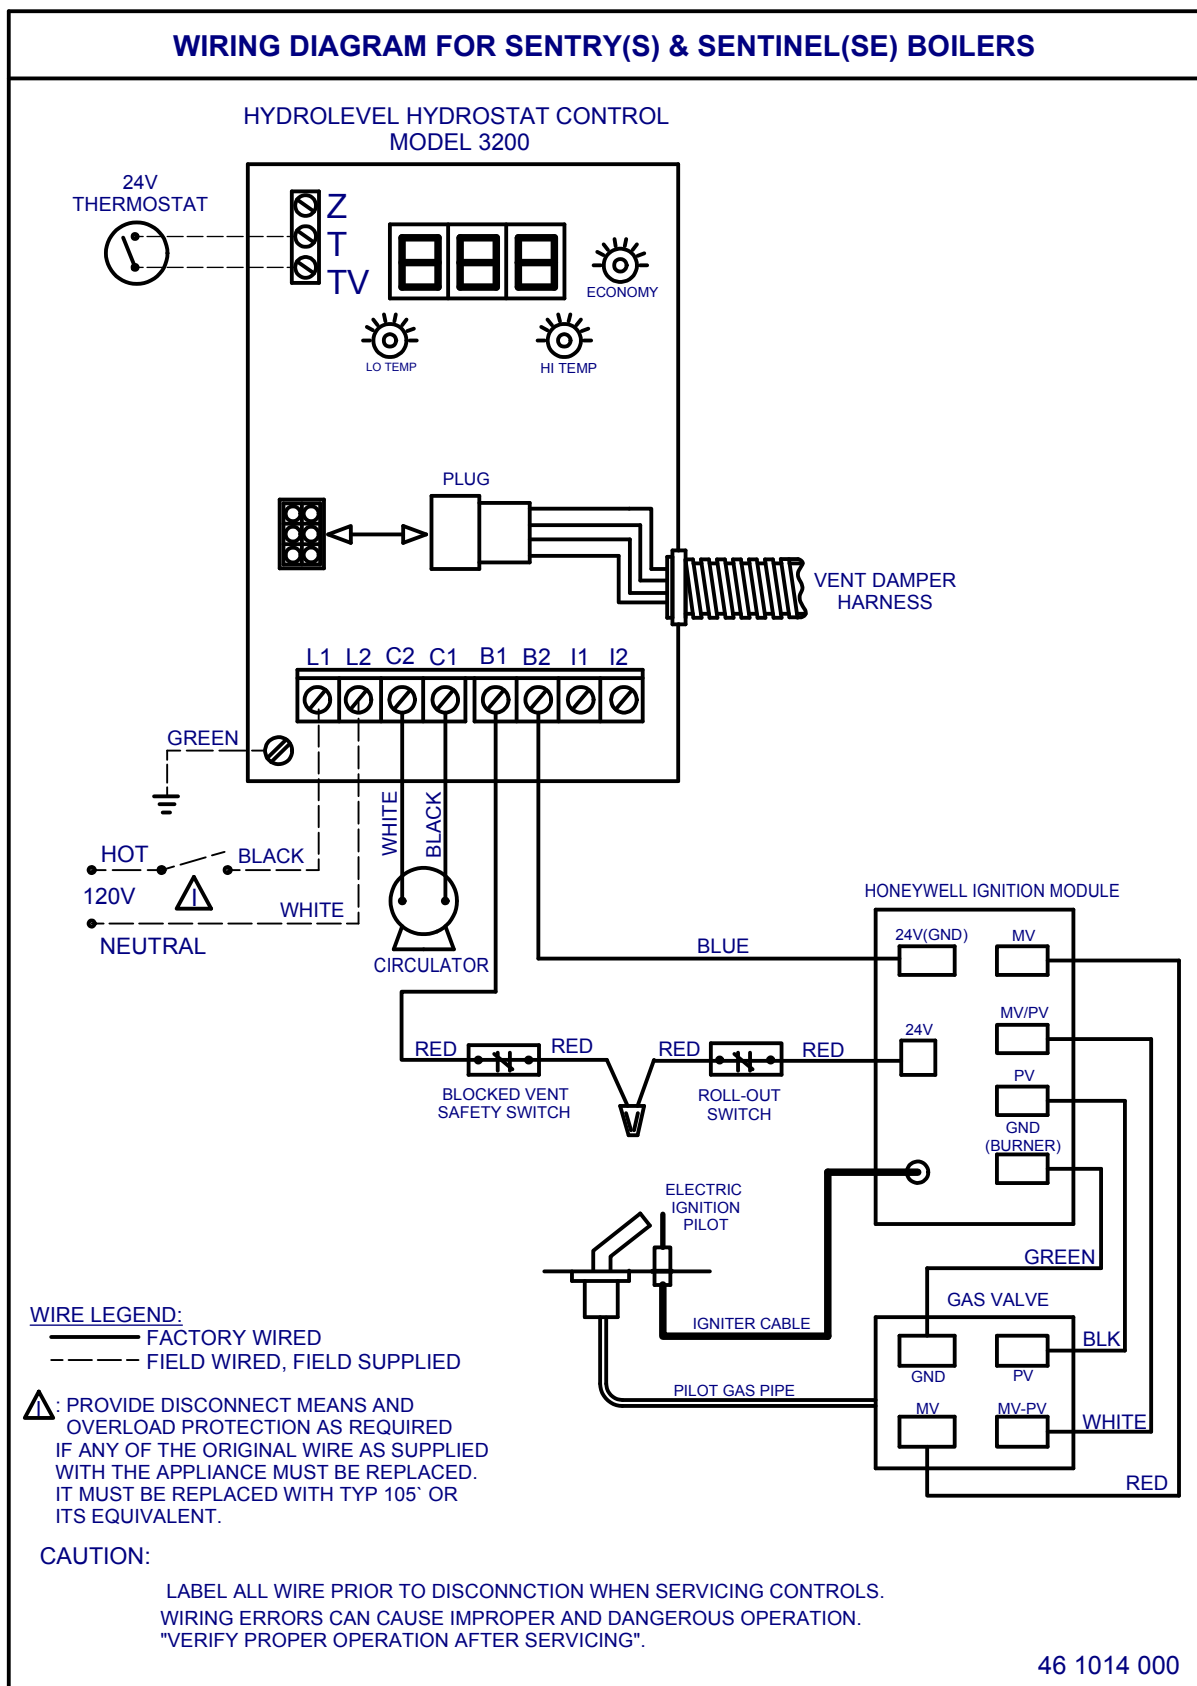 WIRING DIAGRAM FOR SENTRY(S) & SENTINEL(SE) BOILERS
HYDROLEVEL HYDROSTAT CONTROL
MODEL 3200
24V
THERMOSTAT
Z
T
TV
ECONOMY
LO TEMP
HI TEMP
PLUG
VENT DAMPER
HARNESS
L1 L2 C2 C1 B1 B2 I1 I2
GREEN
WHITE
BLACK
HOT
BLACK
120V
I
WHITE
NEUTRAL
CIRCULATOR
HONEYWELL IGNITION MODULE
24V(GND)
MV
BLUE
MV/PV
24V
RED
RED
RED
RED
PV
BLOCKED VENT
SAFETY SWITCH
ROLL-OUT
SWITCH
GND
(BURNER)
ELECTRIC
IGNITION
PILOT
GREEN
GAS VALVE
IGNITER CABLE
BLK
GND
PV
PILOT GAS PIPE
MV
MV-PV
WHITE
RED
WIRE LEGEND:
FACTORY WIRED
FIELD WIRED, FIELD SUPPLIED
I : PROVIDE DISCONNECT MEANS AND
OVERLOAD PROTECTION AS REQUIRED
IF ANY OF THE ORIGINAL WIRE AS SUPPLIED
WITH THE APPLIANCE MUST BE REPLACED.
IT MUST BE REPLACED WITH TYP 105` OR
ITS EQUIVALENT.
CAUTION:
LABEL ALL WIRE PRIOR TO DISCONNCTION WHEN SERVICING CONTROLS.
WIRING ERRORS CAN CAUSE IMPROPER AND DANGEROUS OPERATION.
"VERIFY PROPER OPERATION AFTER SERVICING".
46 1014 000